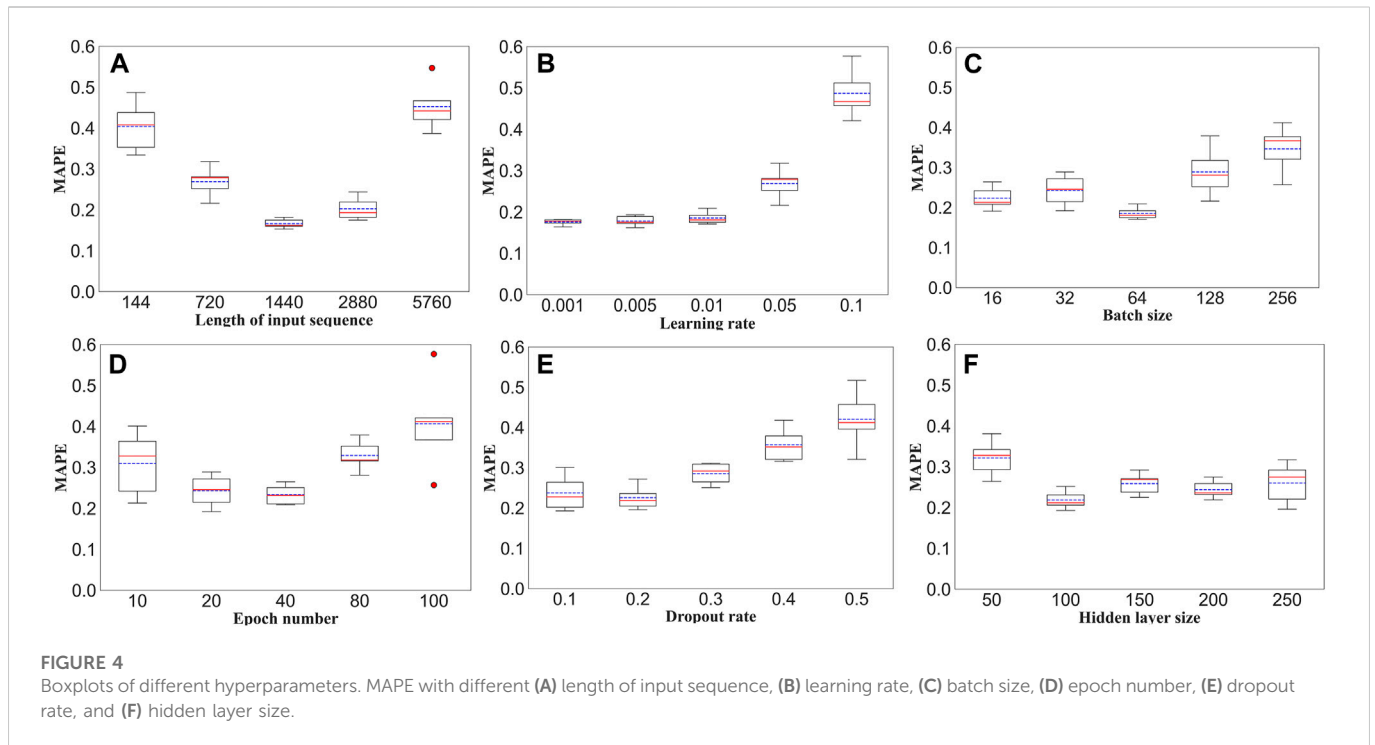 A
MAPE
0.6
0.5
0.4
0.3
0.2
0.1
0.0
144 720 1440 2880 5760
Length of input sequence
B
MAPE
0.6
0.5
0.4
0.3
0.2
0.1
0.0
0.001 0.005 0.01 0.05 0.1
Learning rate
C
MAPE
0.6
0.5
0.4
0.3
0.2
0.1
0.0
16 32 64 128 256
Batch size
D
MAPE
0.6
0.5
0.4
0.3
0.2
0.1
0.0
10 20 40 80 100
Epoch number
E
MAPE
0.6
0.5
0.4
0.3
0.2
0.1
0.0
0.1 0.2 0.3 0.4 0.5
Dropout rate
F
MAPE
0.6
0.5
0.4
0.3
0.2
0.1
0.0
50 100 150 200 250
Hidden layer size
FIGURE 4
Boxplots of different hyperparameters. MAPE with different (A) length of input sequence, (B) learning rate, (C) batch size, (D) epoch number, (E) dropout
rate, and (F) hidden layer size.